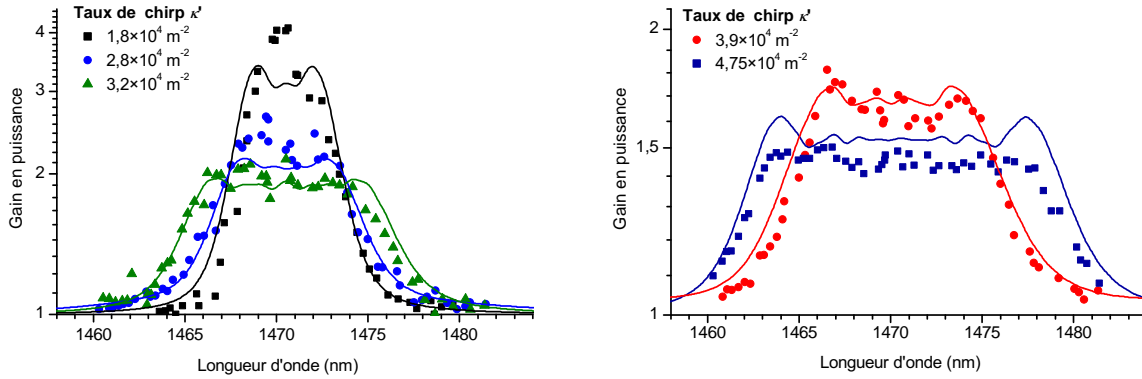 Taux de chirp κ'
1,8×10⁴ m⁻²
2,8×10⁴ m⁻²
3,2×10⁴ m⁻²
4
3
2
1
Gain en puissance
1460 1465 1470 1475 1480
Longueur d'onde (nm)
Taux de chirp κ'
3,9×10⁴ m⁻²
4,75×10⁴ m⁻²
2
1.5
1
Gain en puissance
1460 1465 1470 1475 1480
Longueur d'onde (nm)